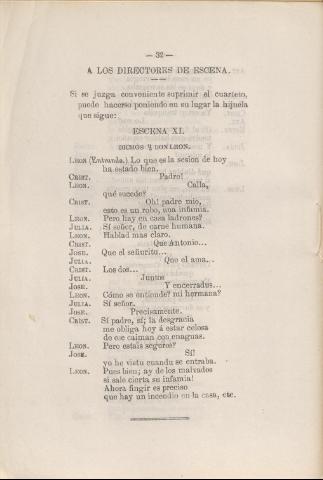 — 32 —
A LOS DIRECTORES DE ESCENA.
Si se juzga conveniente suprimir el cuarteto,
puede hacerse poniendo en su lugar la hijuela
que sigue:
ESCENA XI.
DICHOS Y DON LEON.
LEON (Entrando.) Lo que es la sesion de hoy
ha estado bien.
CRIST. Padre!
LEON. Calla,
qué sucede?
CRIST. Oh! padre mio,
esto es un robo, una infamia.
LEON. Pero hay en casa ladrones?
JULIA. Sí señor, de carne humana.
LEON. Hablad mas claro.
CRIST. Que Antonio...
JOSE. Que el señorito...
JULIA. Que el ama...
CRIST. Los dos...
JULIA. Juntos
JOSE. Y encerrados...
LEON. Cómo se entiende? mi hermana?
JULIA. Sí señor.
JOSE. Precisamente.
CRIST. Sí padre, sí; la desgracia
me obliga hoy á estar celosa
de ese caiman con enaguas.
LEON. Pero estais seguros?
JOSE. Sí!
yo he visto cuando se entraba.
LEON. Pues bien; ay de los malvados
si sale cierta su infamia!
Ahora fingir es preciso
que hay un incendio en la casa, etc.